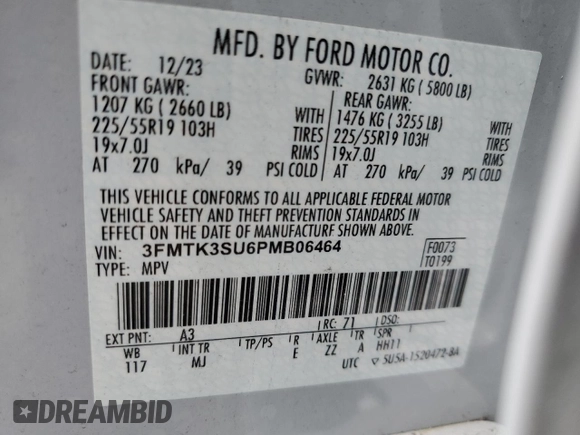 MFD. BY FORD MOTOR CO.
DATE: 12/23
GVWR: 2631 KG ( 5800 LB)
FRONT GAWR:
REAR GAWR:
1207 KG ( 2660 LB) WITH
1476 KG ( 3255 LB) WITH
225/55R19 103H TIRES
225/55R19 103H TIRES
19x7.0J RIMS
19x7.0J RIMS
AT 270 kPa/ 39 PSI COLD
AT 270 kPa/ 39 PSI COLD
THIS VEHICLE CONFORMS TO ALL APPLICABLE FEDERAL MOTOR
VEHICLE SAFETY AND THEFT PREVENTION STANDARDS IN
EFFECT ON THE DATE OF MANUFACTURE SHOWN ABOVE.
VIN: 3FMTK3SU6PMB06464
TYPE: MPV
F0073
T0199
EXT PNT: A3 RC: 71 DSO:
WB INT TR TP/PS R AXLE TR SPR
117 MJ E ZZ A HH11
UTC ▽ SU5A-1520472-BA
DREAMBID